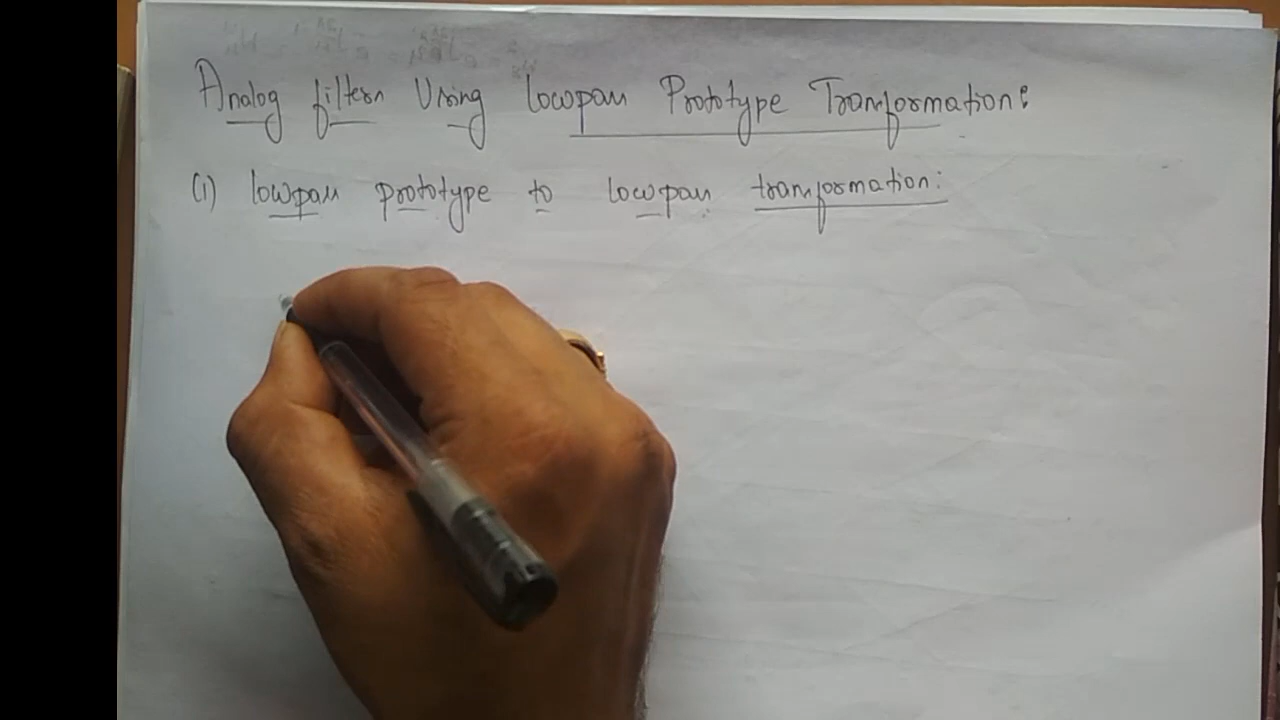 Analog filters Using lowpass Prototype Transformation:
(1) lowpass prototype to lowpass transformation: